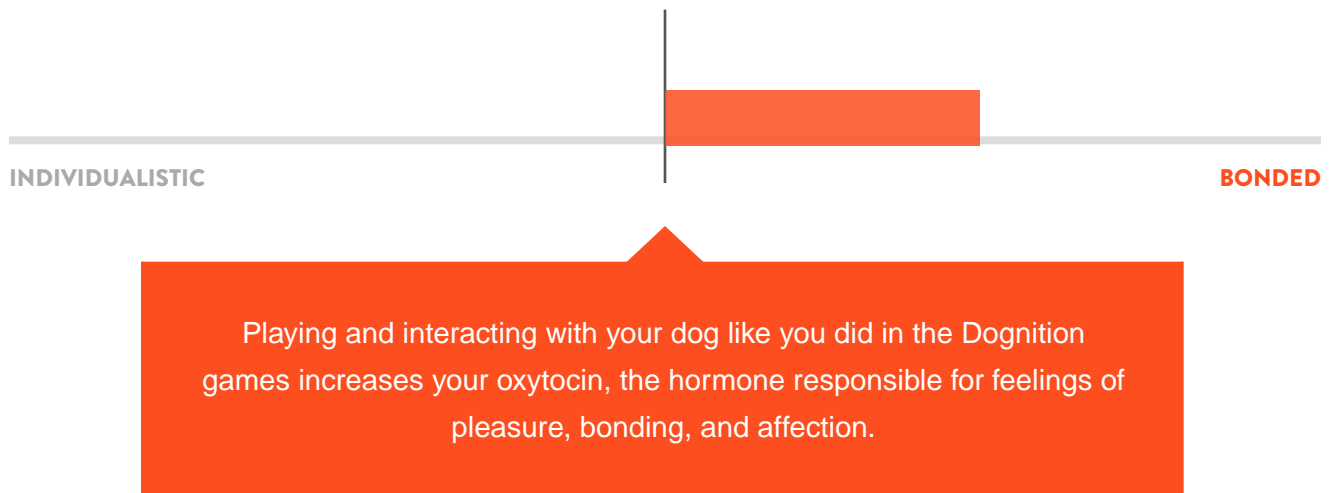 INDIVIDUALISTIC
BONDED
Playing and interacting with your dog like you did in the Dognition
games increases your oxytocin, the hormone responsible for feelings of
pleasure, bonding, and affection.